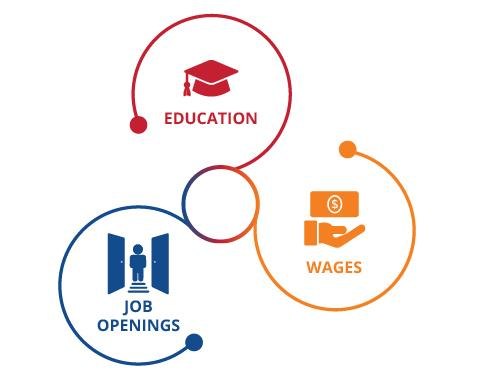 EDUCATION
$
WAGES
JOB
OPENINGS